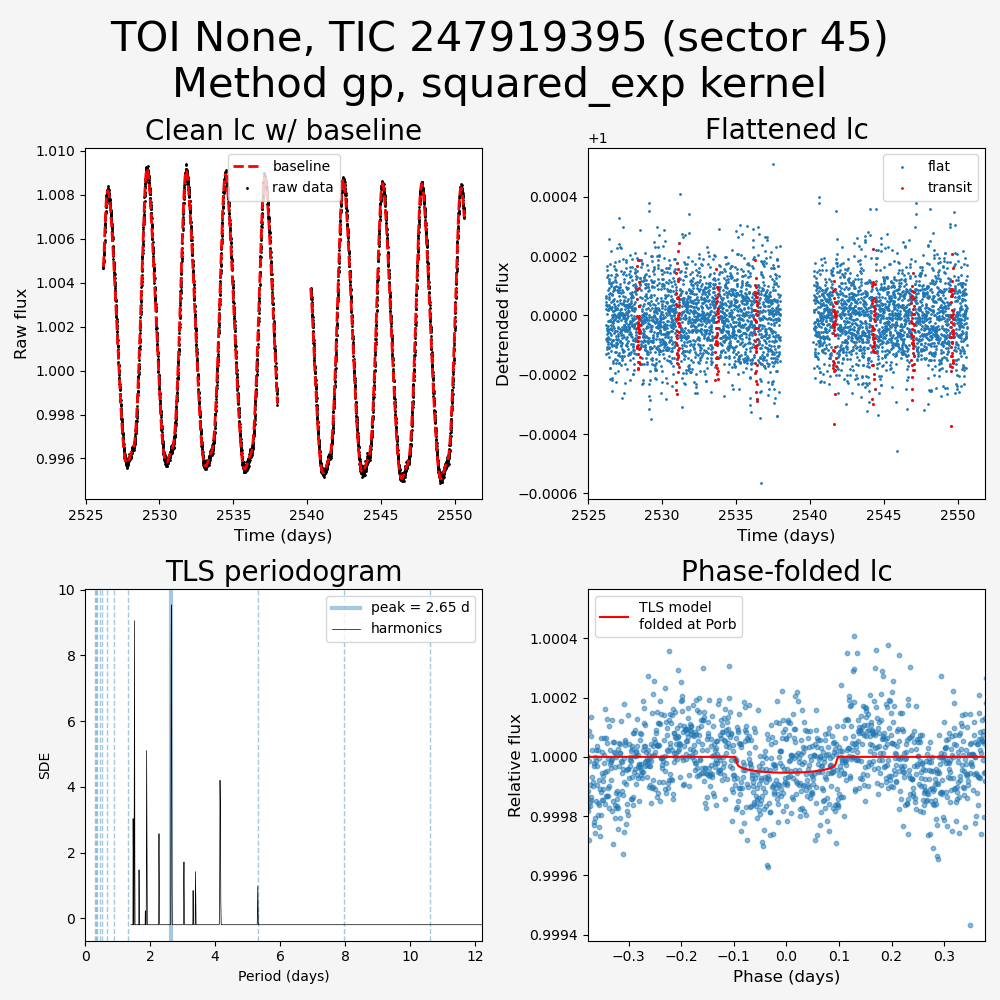 TOI None, TIC 247919395 (sector 45)
Method gp, squared_exp kernel
Clean lc w/ baseline
baseline
raw data
1.010
1.008
1.006
1.004
1.002
1.000
0.998
0.996
Raw flux
2525
2530
2535
2540
2545
2550
Time (days)
Flattened lc
+1
flat
transit
0.0004
0.0002
0.0000
−0.0002
−0.0004
−0.0006
Detrended flux
2525
2530
2535
2540
2545
2550
Time (days)
TLS periodogram
peak = 2.65 d
harmonics
10
8
6
4
2
0
SDE
0
2
4
6
8
10
12
Period (days)
Phase-folded lc
TLS model
folded at Porb
1.0004
1.0002
1.0000
0.9998
0.9996
0.9994
Relative flux
−0.3
−0.2
−0.1
0.0
0.1
0.2
0.3
Phase (days)